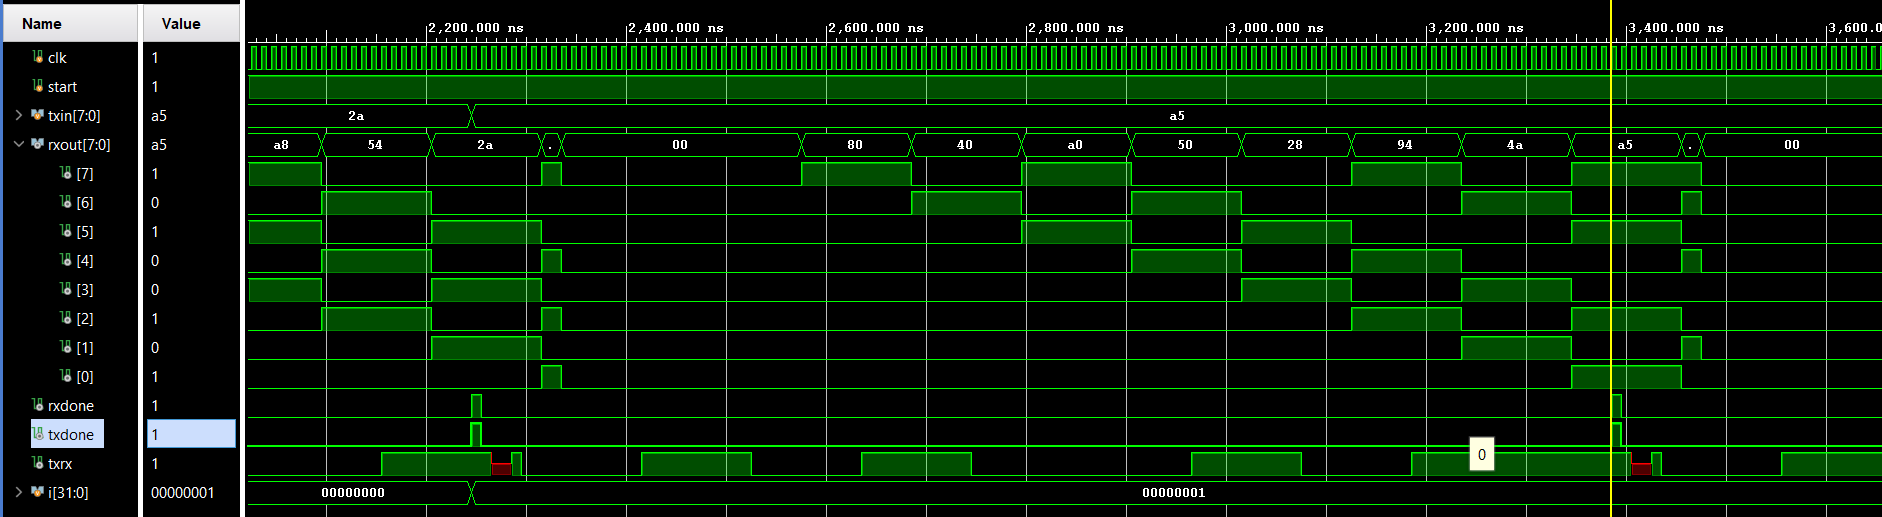 Name Value 2,200.000 ns 2,400.000 ns 2,600.000 ns 2,800.000 ns 3,000.000 ns 3,200.000 ns 3,400.000 ns 3,600.0
clk 1
start 1
txin[7:0] a5 2a a5
rxout[7:0] a5 a8 54 2a . 00 80 40 a0 50 28 94 4a a5 . 00
[7] 1
[6] 0
[5] 1
[4] 0
[3] 0
[2] 1
[1] 0
[0] 1
rxdone 1
txdone 1
0
txrx 1
i[31:0] 00000001 00000000 00000001